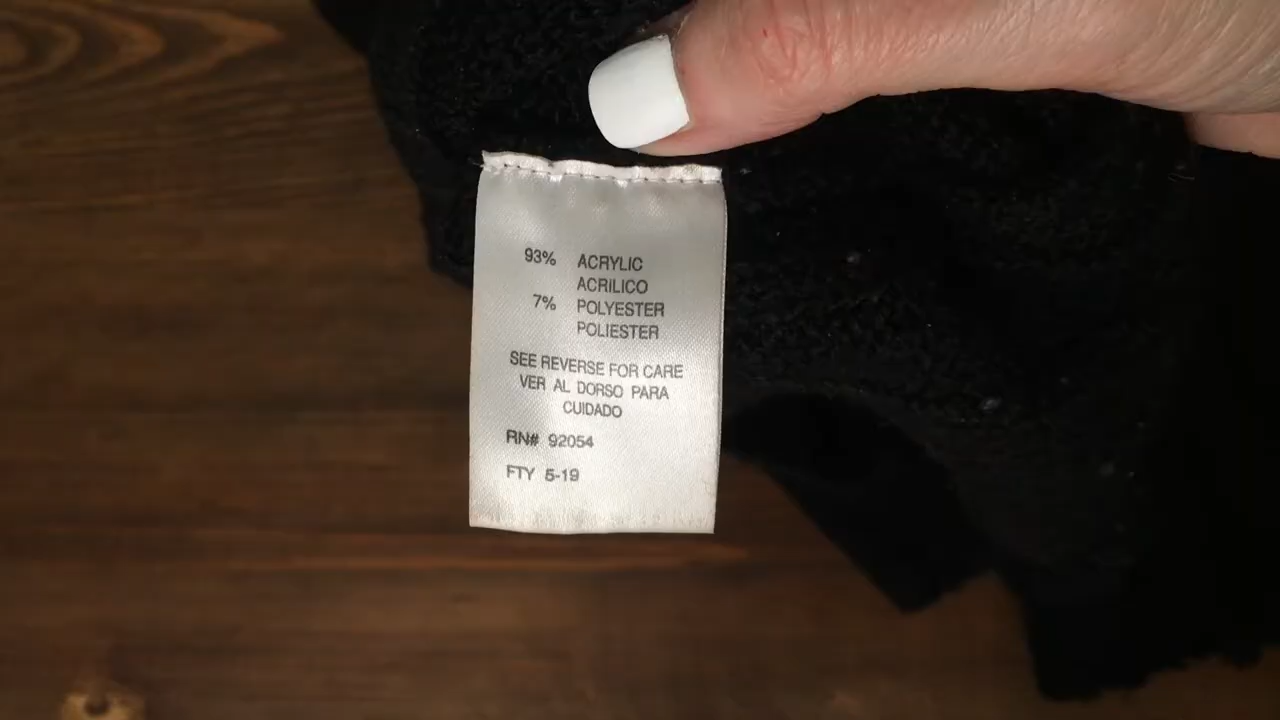 93% ACRYLIC
ACRILICO
7% POLYESTER
POLIESTER
SEE REVERSE FOR CARE
VER AL DORSO PARA
CUIDADO
RN# 92054
FTY 5-19